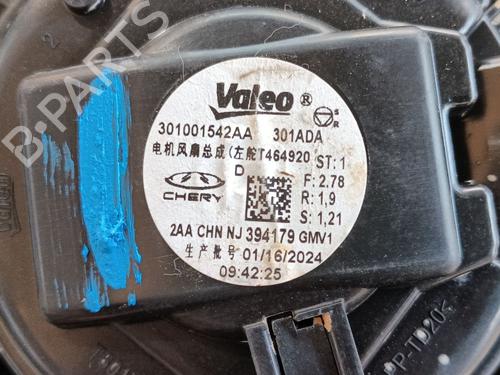 Valeo ®
301001542AA 301ADA
电机风扇总成(左舵T464920
D
ST: 1
F: 2.78
R: 1,9
S: 1,21
CHERY
2AA CHN NJ 394179 GMV1
生产批号 01/16/2024
09:42:25
B-PARTS
PP-TD20<